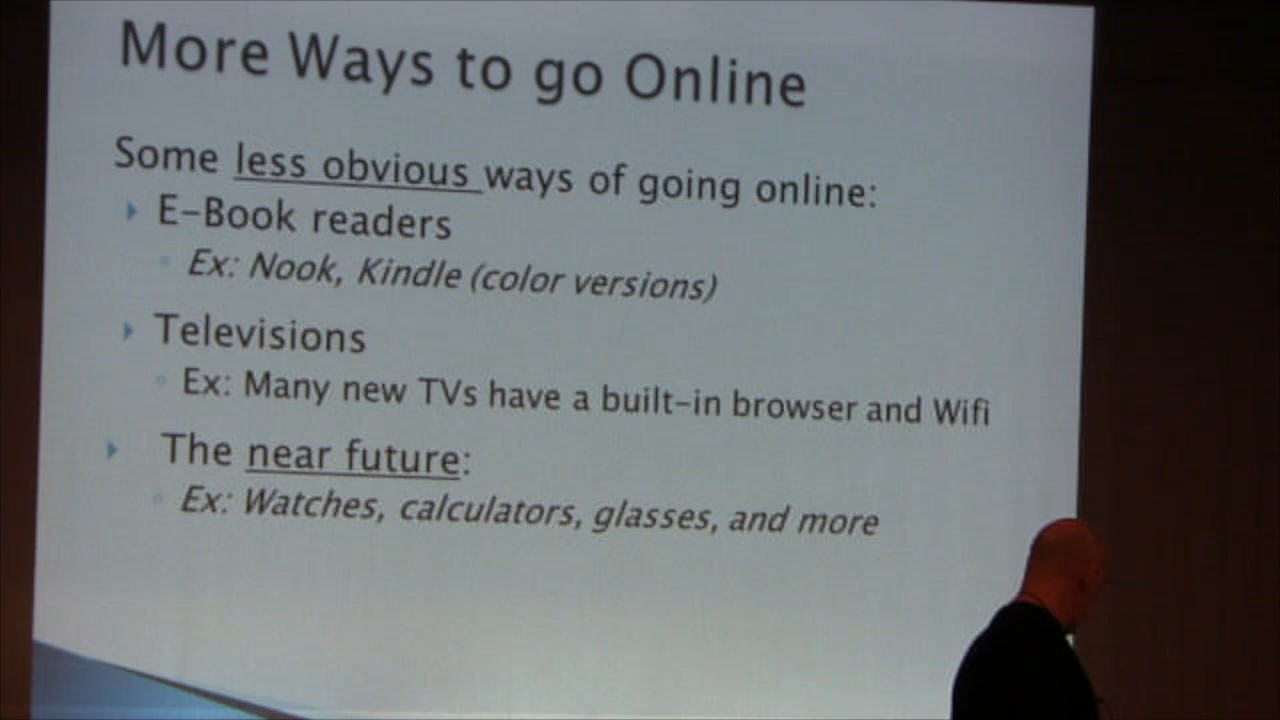 More Ways to go Online
Some less obvious ways of going online:
E-Book readers
Ex: Nook, Kindle (color versions)
Televisions
Ex: Many new TVs have a built-in browser and Wifi
The near future:
Ex: Watches, calculators, glasses, and more